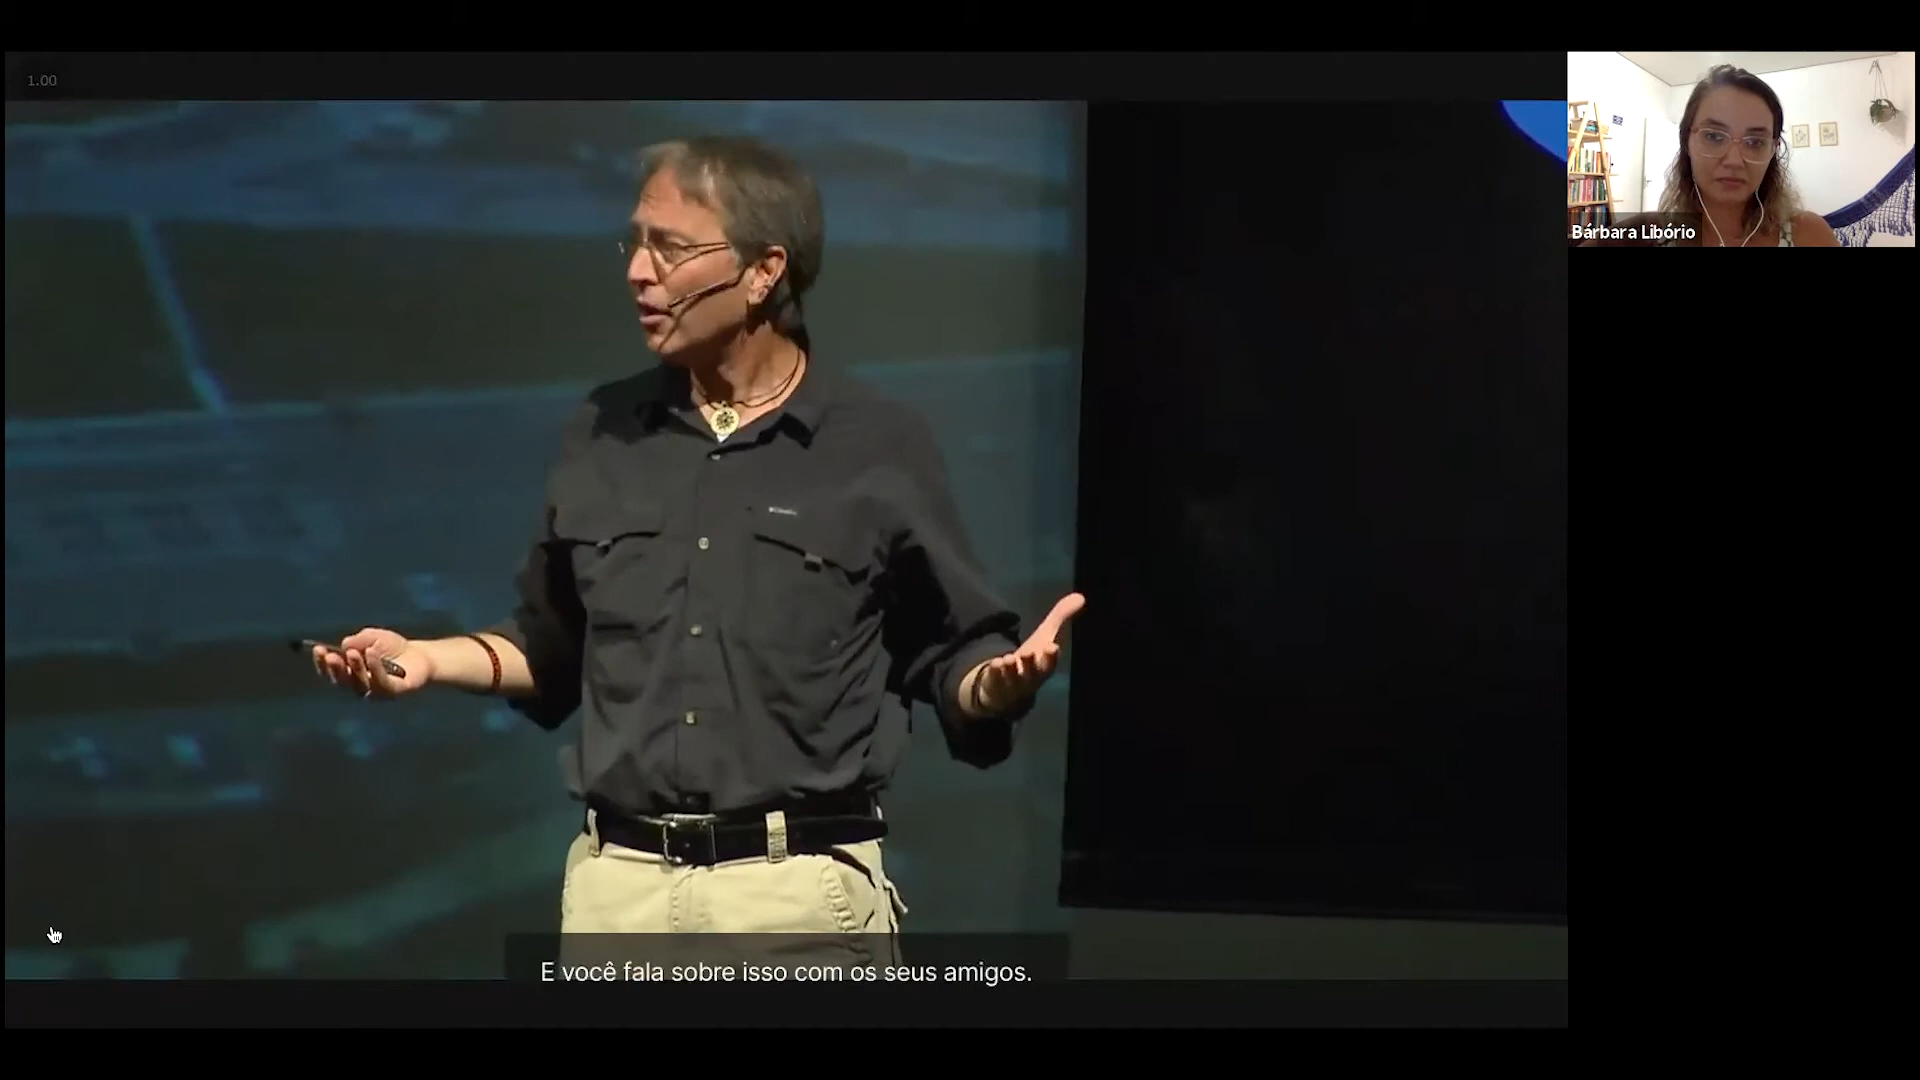 1.00
Bárbara Libório
E você fala sobre isso com os seus amigos.